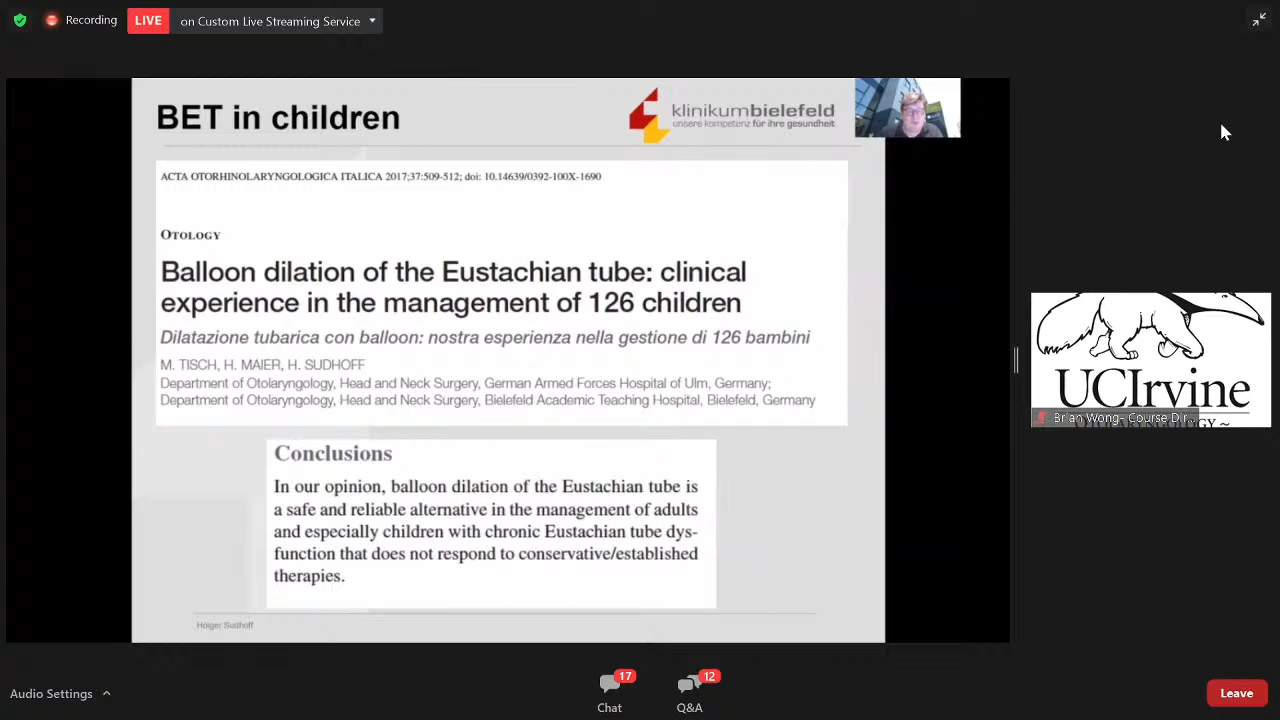 Recording
LIVE
on Custom Live Streaming Service
BET in children
klinikumbielefeld
unsere kompetenz für ihre gesundheit
ACTA OTORHINOLARYNGOLOGICA ITALICA 2017;37:509-512; doi: 10.14639/0392-100X-1690
OTOLOGY
Balloon dilation of the Eustachian tube: clinical
experience in the management of 126 children
Dilatazione tubarica con balloon: nostra esperienza nella gestione di 126 bambini
M. TISCH, H. MAIER, H. SUDHOFF
Department of Otolaryngology, Head and Neck Surgery, German Armed Forces Hospital of Ulm, Germany;
Department of Otolaryngology, Head and Neck Surgery, Bielefeld Academic Teaching Hospital, Bielefeld, Germany
Conclusions
In our opinion, balloon dilation of the Eustachian tube is
a safe and reliable alternative in the management of adults
and especially children with chronic Eustachian tube dys-
function that does not respond to conservative/established
therapies.
Holger Sudhoff
UCIrvine
Brian Wong- Course Dir...
GY~
Audio Settings
17
Chat
12
Q&A
Leave